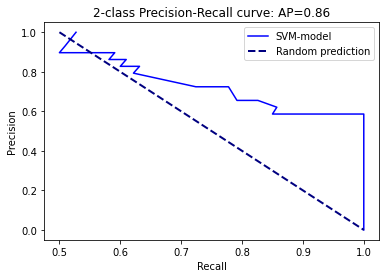 2-class Precision-Recall curve: AP=0.86
SVM-model
Random prediction
Precision
1.0
0.8
0.6
0.4
0.2
0.0
0.5
0.6
0.7
0.8
0.9
1.0
Recall